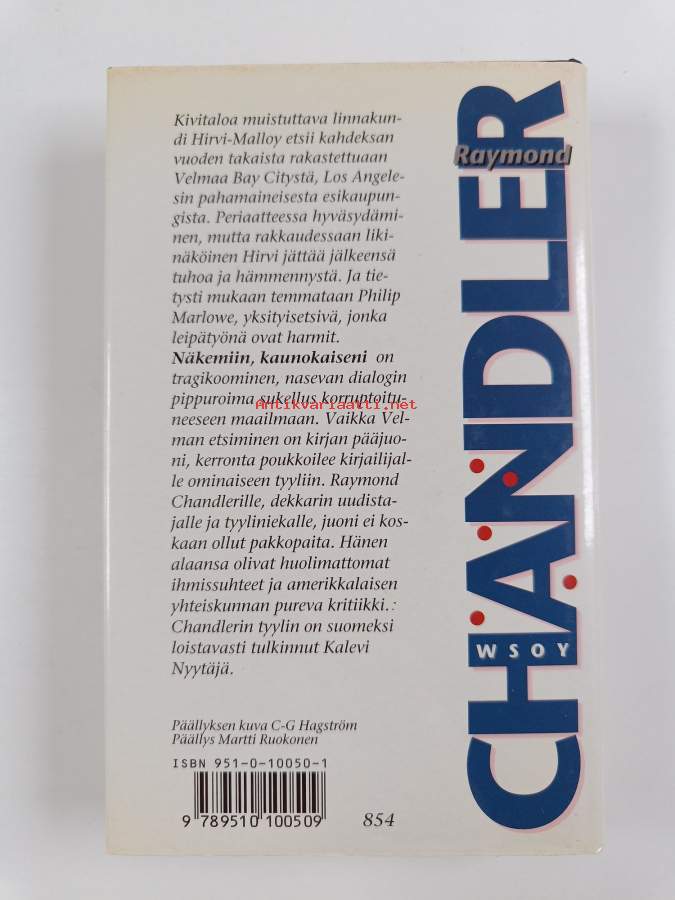 Kivitaloa muistuttava linnakun-
di Hirvi-Malloy etsii kahdeksan
vuoden takaista rakastettuaan
Velmaa Bay Citystä, Los Angele-
sin pahamaineisesta esikaupun-
gista. Periaatteessa hyväsydämi-
nen, mutta rakkaudessaan liki-
näköinen Hirvi jättää jälkeensä
tuhoa ja hämmennystä. Ja tie-
tysti mukaan temmataan Philip
Marlowe, yksityisetsivä, jonka
leipätyönä ovat harmit.
Näkemiin, kaunokaiseni on
tragikoominen, nasevan dialogin
pippuroima sukellus korruptoitu-
neeseen maailmaan. Vaikka Vel-
man etsiminen on kirjan pääjuo-
ni, kerronta poukkoilee kirjailijal-
le ominaiseen tyyliin. Raymond
Chandlerille, dekkarin uudista-
jalle ja tyyliniekalle, juoni ei kos-
kaan ollut pakkopaita. Hänen
alaansa olivat huolimattomat
ihmissuhteet ja amerikkalaisen
yhteiskunnan pureva kritiikki.:
Chandlerin tyylin on suomeksi
loistavasti tulkinnut Kalevi
Nyytäjä.
Antikvariaatti.net
Päällyksen kuva C-G Hagström
Päällys Martti Ruokonen
ISBN 951-0-10050-1
9 789510 100509
854
Raymond
CHANDLER
WSOY